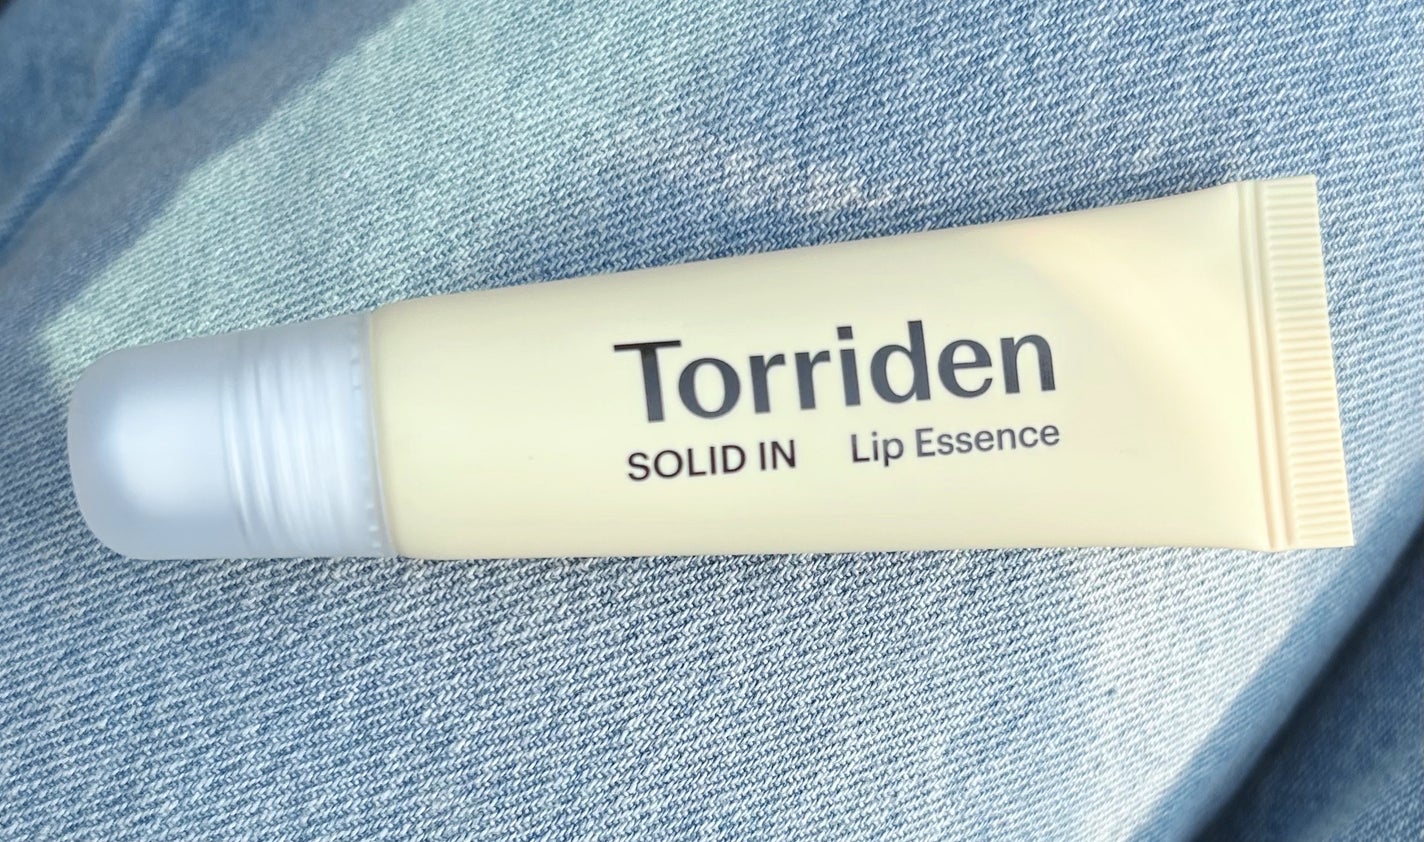 Torriden
SOLID IN Lip Essence